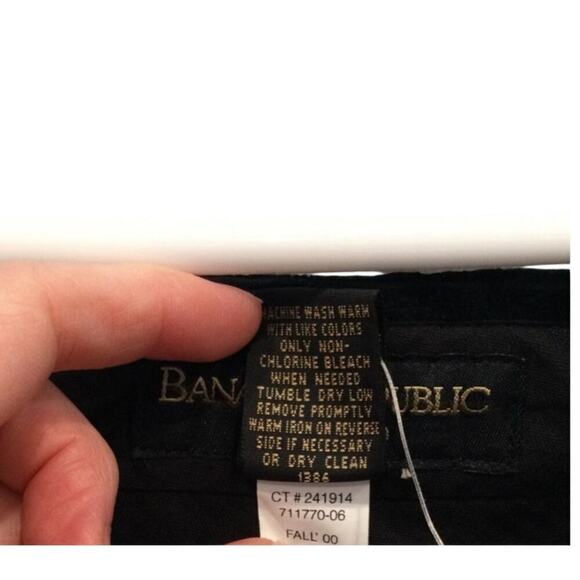 MACHINE WASH WARM
WITH LIKE COLORS
ONLY NON-
CHLORINE BLEACH
WHEN NEEDED
TUMBLE DRY LOW
REMOVE PROMPTLY
WARM IRON ON REVERSE
SIDE IF NECESSARY
OR DRY CLEAN
1386
BANA UBLIC
CT # 241914
711770-06
FALL' 00